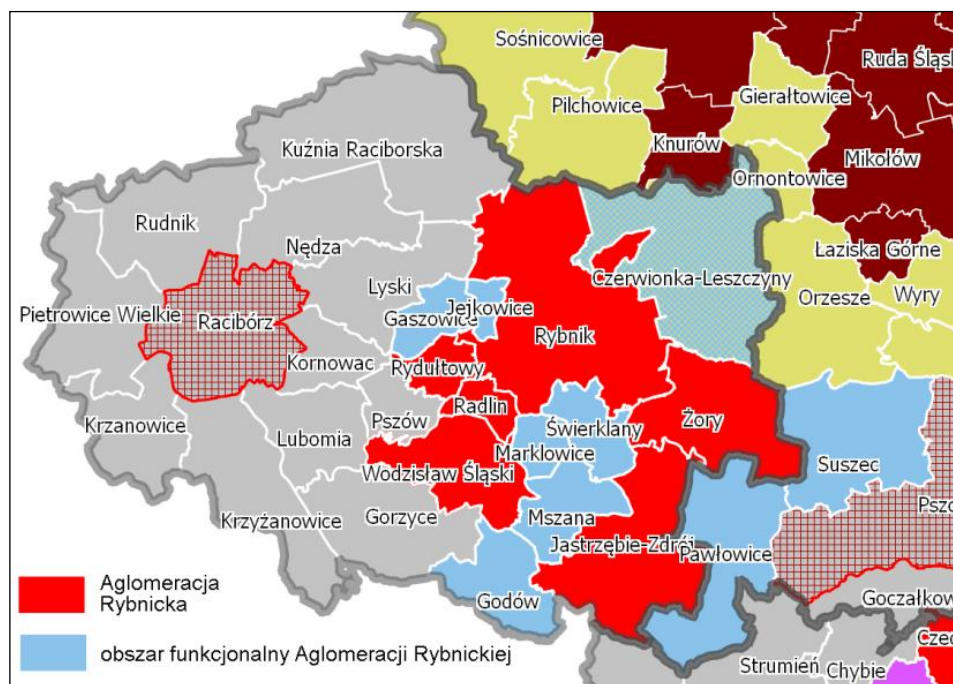 Sośnicowice
Ruda Śląsk
Pilchowice
Gierałtowice
Knurów
Kuźnia Raciborska
Mikołów
Ornontowice
Rudnik
Nędza
Łaziska Górne
Lyski
Czerwionka-Leszczyny
Orzesze
Wyry
Pietrowice Wielkie
Racibórz
Gaszowice
Jejkowice
Rybnik
Kornowac
Rydułtowy
Krzanowice
Lubomia
Pszów
Radlin
Świerklany
Żory
Marklowice
Suszec
Wodzisław Śląski
Pszo
Krzyżanowice
Gorzyce
Mszana
Jastrzębie-Zdrój
Pawłowice
Godów
Goczałkow
Strumień
Chybie
Czec
Aglomeracja
Rybnicka
obszar funkcjonalny Aglomeracji Rybnickiej